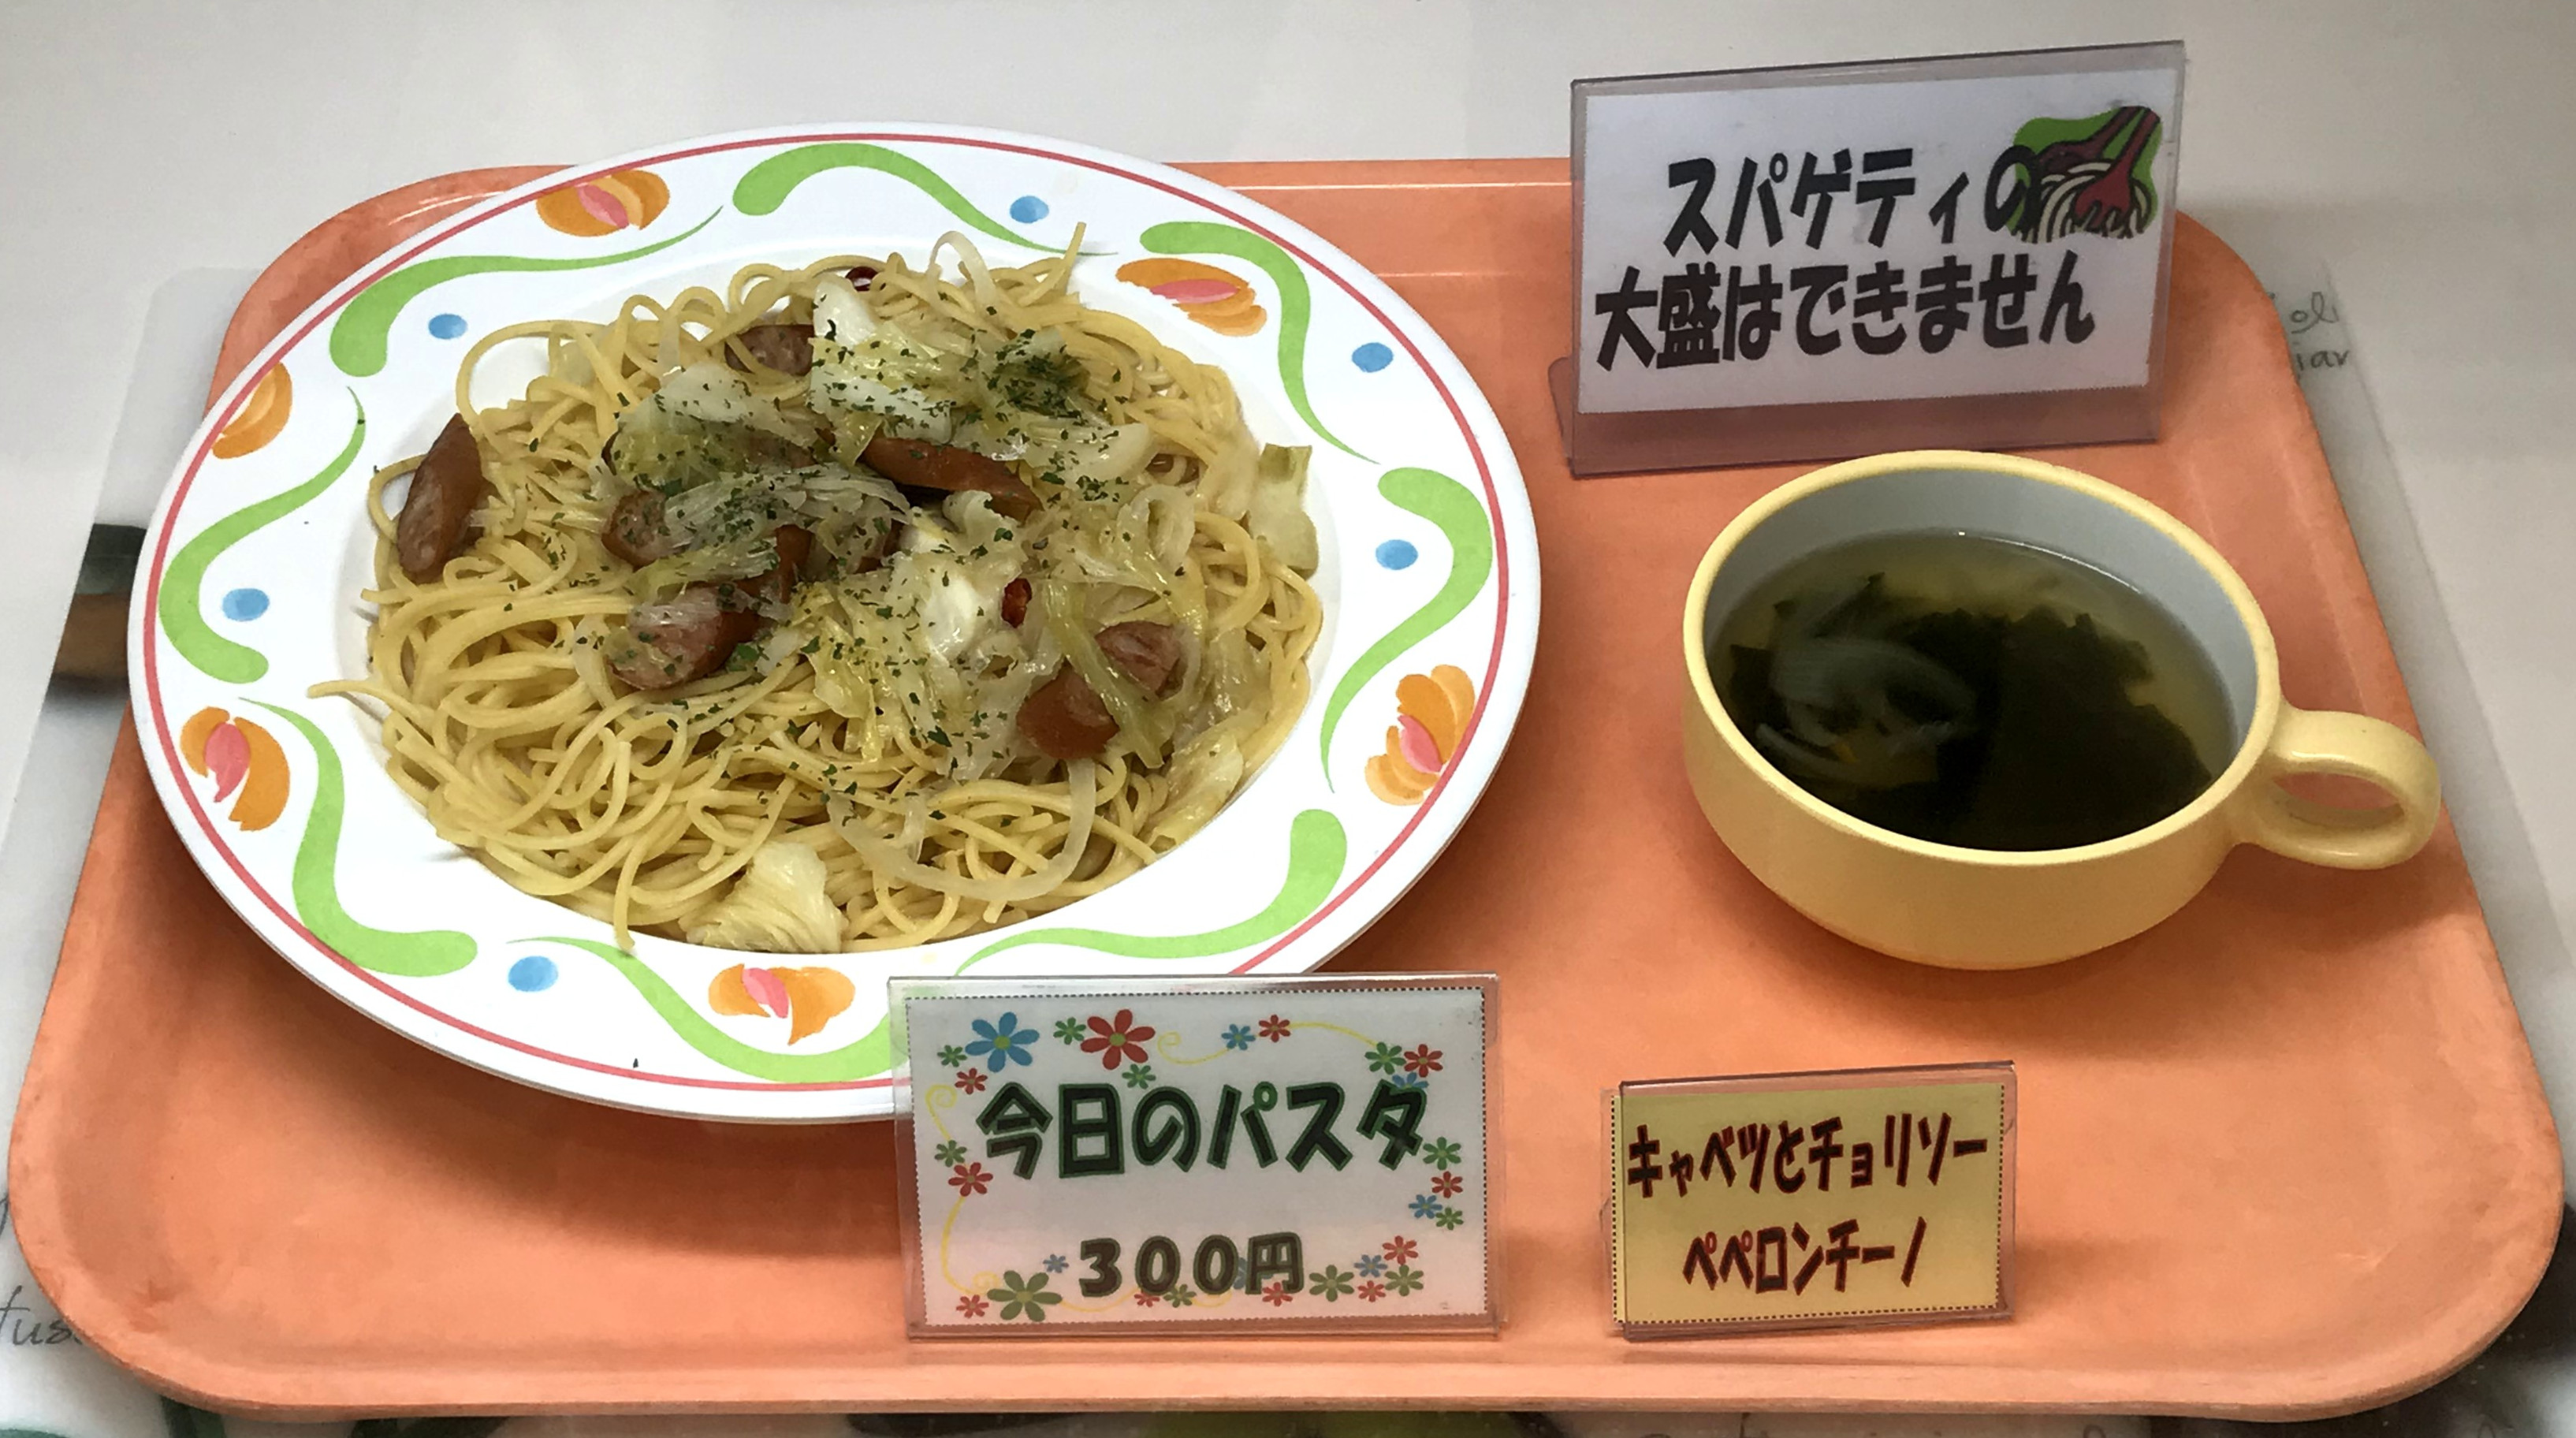 スパゲティの
大盛はできません
今日のパスタ
300円
キャベツとチョリソー
ペペロンチーノ